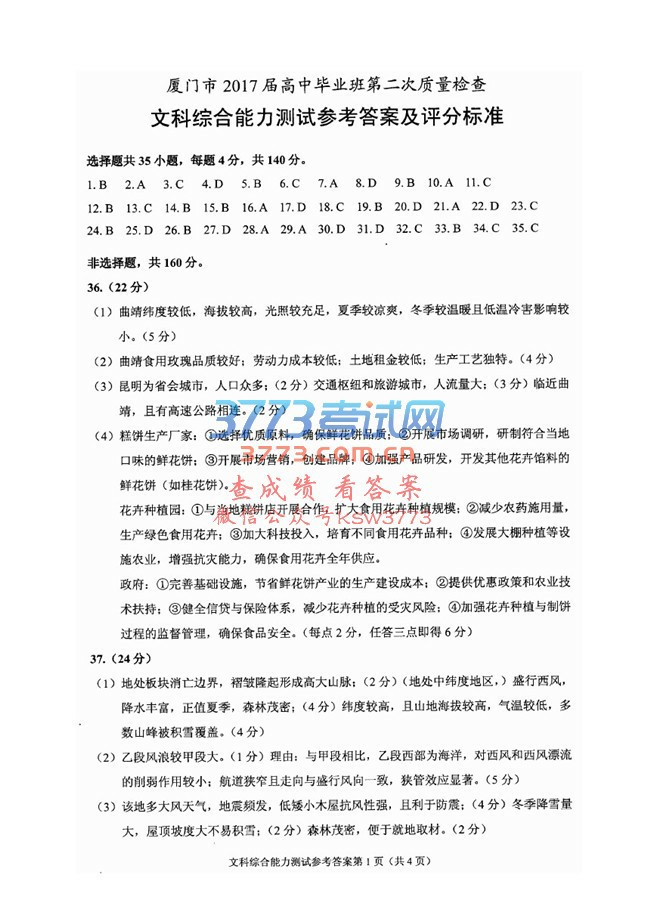 厦门市 2017 届高中毕业班第二次质量检查
文科综合能力测试参考答案及评分标准
选择题共 35 小题，每题 4 分，共 140 分。
1. B 2. A 3. C 4. D 5. B 6. C 7. A 8. D 9. B 10. A 11. C
12. B 13. C 14. B 15. B 16. A 17. D 18. C 19. B 20. D 21. A 22. D 23. C
24. B 25. D 26. B 27. D 28. A 29. A 30. D 31. D 32. C 33. B 34. C 35. C
非选择题，共 160 分。
36.（22 分）
（1）曲靖纬度较低，海拔较高，光照较充足，夏季较凉爽，冬季较温暖且低温冷害影响较
小。（5 分）
（2）曲靖食用玫瑰品质较好；劳动力成本较低；土地租金较低；生产工艺独特。（4 分）
（3）昆明为省会城市，人口众多；（2 分）交通枢纽和旅游城市，人流量大；（3 分）临近曲
靖，且有高速公路相连。（2 分）
3773考试网
（4）糕饼生产厂家：①选择优质原料，确保鲜花饼品质；②开展市场调研，研制符合当地
3773.com.cn
口味的鲜花饼；③开展市场营销，创建品牌；④加强产品研发，开发其他花卉馅料的
鲜花饼（如桂花饼）。
查成绩 看答案
花卉种植园：①与当地糕饼店开展合作，扩大食用花卉种植规模；②减少农药施用量，
微信公众号ksw3773
生产绿色食用花卉；③加大科技投入，培育不同食用花卉品种；④发展大棚种植等设
施农业，增强抗灾能力，确保食用花卉全年供应。
政府：①完善基础设施，节省鲜花饼产业的生产建设成本；②提供优惠政策和农业技
术扶持；③健全信贷与保险体系，减少花卉种植的受灾风险；④加强花卉种植与制饼
过程的监督管理，确保食品安全。（每点 2 分，任答三点即得 6 分）
37.（24 分）
（1）地处板块消亡边界，褶皱隆起形成高大山脉；（2 分）（地处中纬度地区，）盛行西风，
降水丰富，正值夏季，森林茂密；（4 分）纬度较高，且山地海拔较高，气温较低，多
数山峰被积雪覆盖。（4 分）
（2）乙段风浪较甲段大。（1 分）理由：与甲段相比，乙段西部为海洋，对西风和西风漂流
的削弱作用较小；航道狭窄且走向与盛行风向一致，狭管效应显著。（5 分）
（3）该地多大风天气，地震频发，低矮小木屋抗风性强，且利于防震；（4 分）冬季降雪量
大，屋顶坡度大不易积雪；（2 分）森林茂密，便于就地取材。（2 分）
文科综合能力测试参考答案第 1 页（共 4 页）